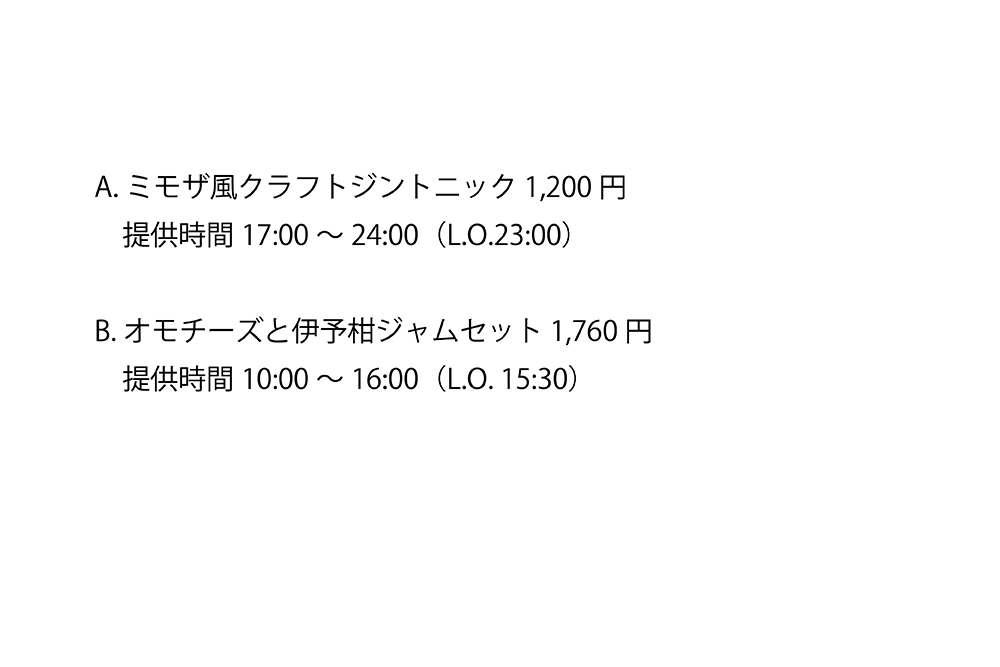 A. ミモザ風クラフトジントニック 1,200 円
提供時間 17:00 〜 24:00（L.O.23:00）
B. オモチーズと伊予柑ジャムセット 1,760 円
提供時間 10:00 〜 16:00（L.O. 15:30）